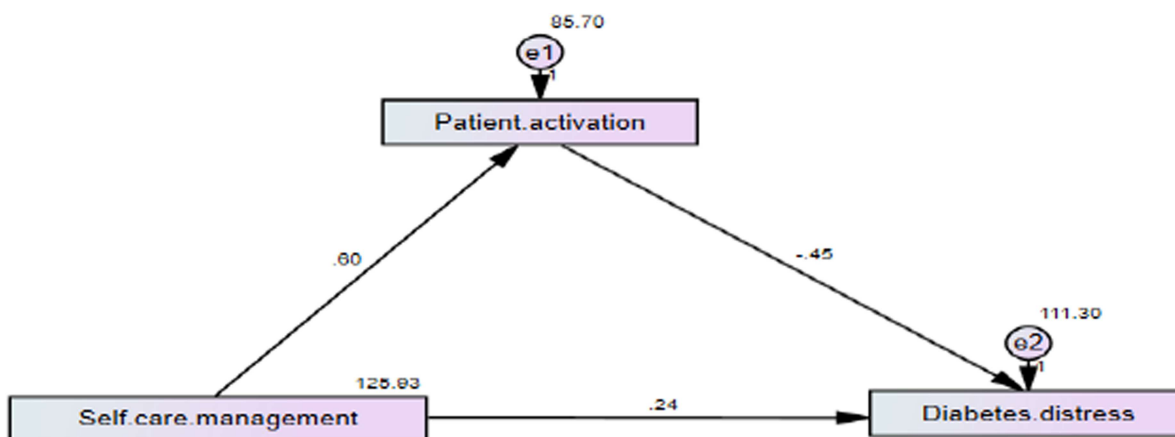 85.70
e1
1
Patient.activation
.60
-.45
111.30
e2
1
125.93
Self.care.management
.24
Diabetes.distress